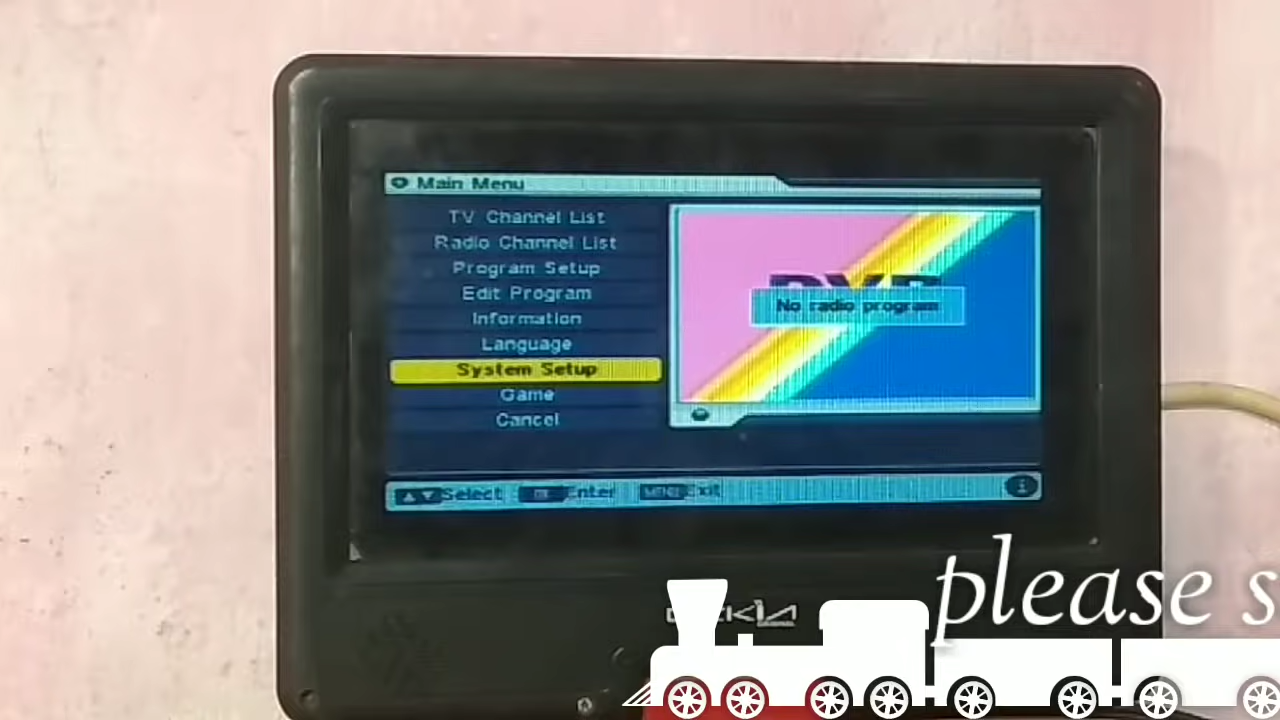 Main Menu
TV Channel List
Radio Channel List
Program Setup
Edit Program
Information
Language
System Setup
Game
Cancel
No radio program
Select Enter MENU Exit
please s